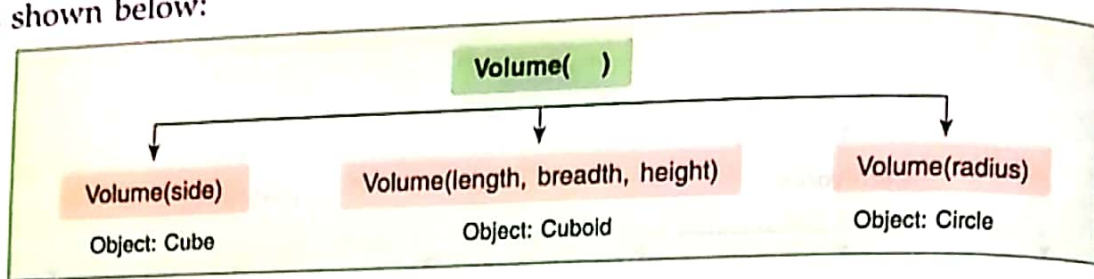 shown below:
Volume( )
Volume(side)
Volume(length, breadth, height)
Volume(radius)
Object: Cube
Object: Cuboid
Object: Circle